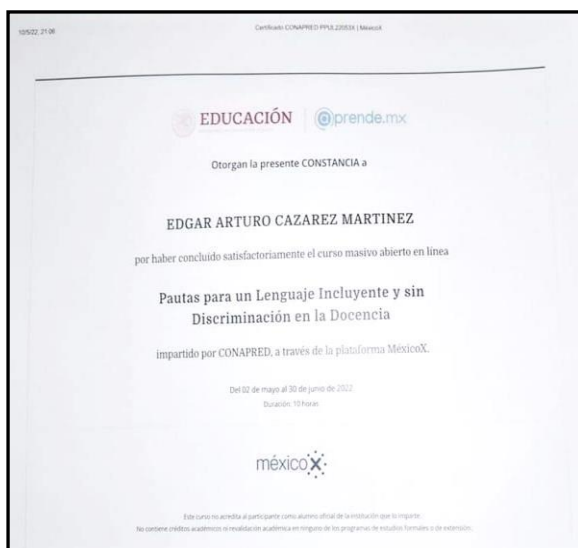 10/5/22, 21:06
Certificado CONAPRED PPUL22053X | MéxicoX
EDUCACIÓN
@prende.mx
Otorgan la presente CONSTANCIA a
EDGAR ARTURO CAZAREZ MARTINEZ
por haber concluido satisfactoriamente el curso masivo abierto en línea
Pautas para un Lenguaje Incluyente y sin
Discriminación en la Docencia
impartido por CONAPRED, a través de la plataforma MéxicoX.
Del 02 de mayo al 30 de junio de 2022
Duración: 10 horas
méxicoX
Este curso no acredita al participante como alumno oficial de la institución que lo imparte.
No contiene créditos académicos ni revalidación académica en ninguno de los programas de estudios formales o de extensión.